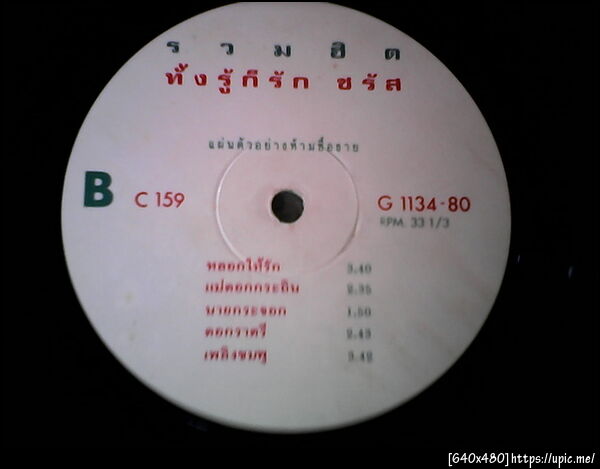 รวมฮิต
ทั้งรู้ก็รัก ชรัส
แผ่นตัวอย่างห้ามซื้อขาย
B C 159 G 1134-80
RPM. 33 1/3
หลอกให้รัก 3.40
แม่ดอกกระถิน 2.35
นายกระจอก 1.50
ดอกราตรี 2.43
เพลิงชมพู 3.42
[640x480]https://upic.me/